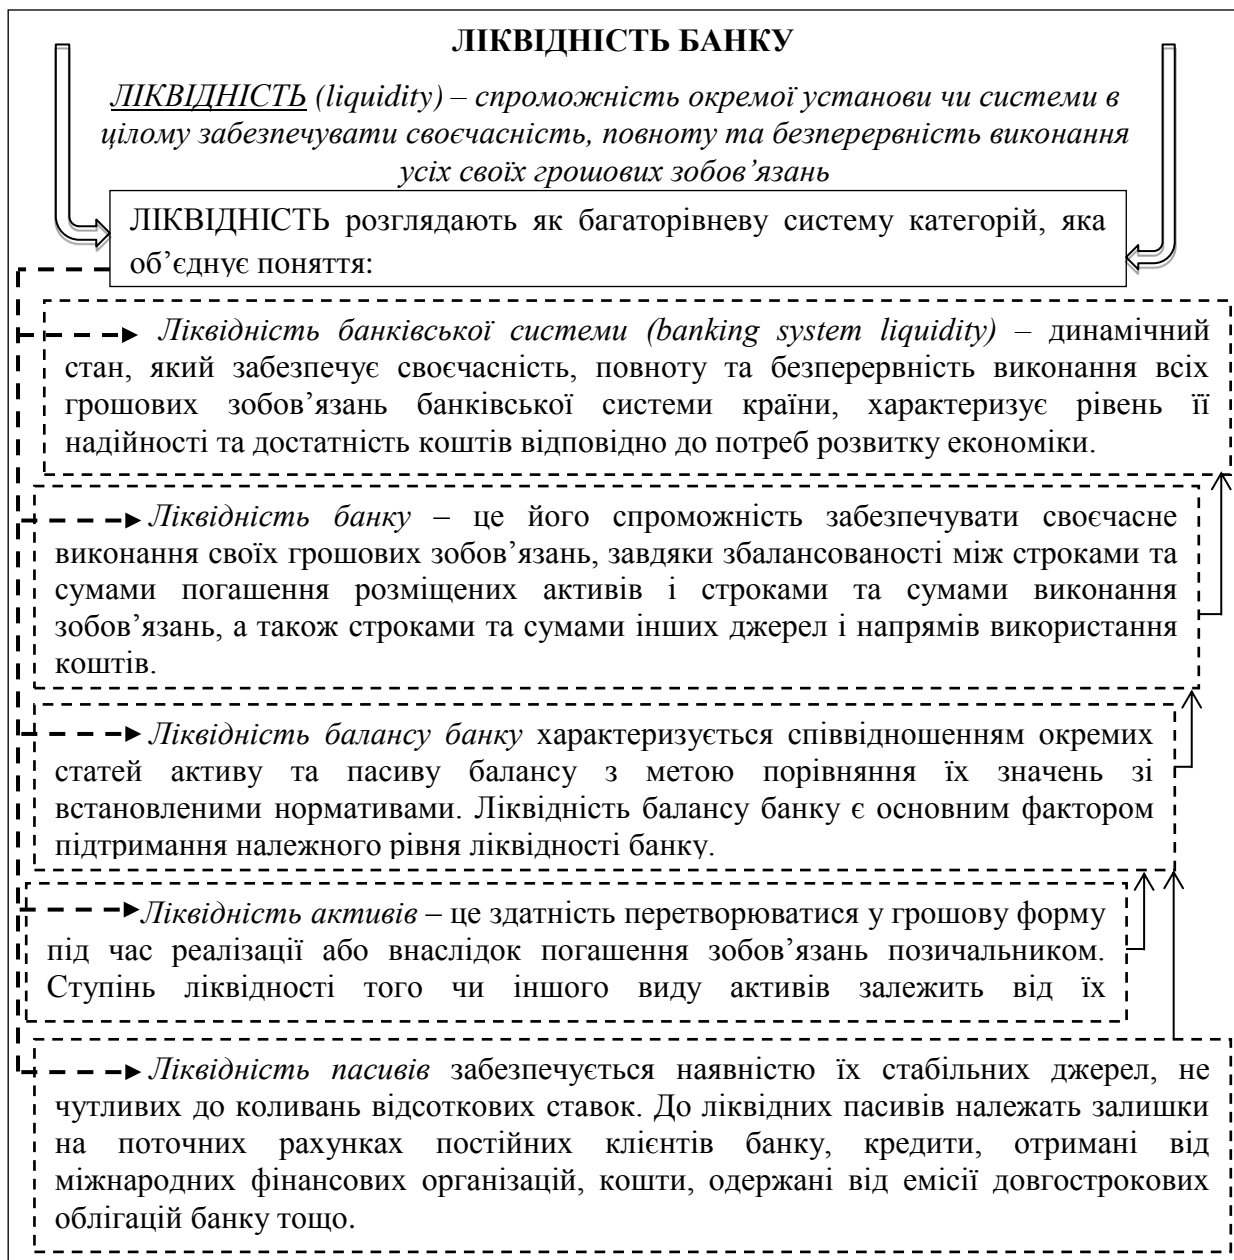 ЛІКВІДНІСТЬ БАНКУ
ЛІКВІДНІСТЬ (liquidity) – спроможність окремої установи чи системи в
цілому забезпечувати своєчасність, повноту та безперервність виконання
усіх своїх грошових зобов’язань
ЛІКВІДНІСТЬ розглядають як багаторівневу систему категорій, яка
об’єднує поняття:
Ліквідність банківської системи (banking system liquidity) – динамічний
стан, який забезпечує своєчасність, повноту та безперервність виконання всіх
грошових зобов’язань банківської системи країни, характеризує рівень її
надійності та достатність коштів відповідно до потреб розвитку економіки.
Ліквідність банку – це його спроможність забезпечувати своєчасне
виконання своїх грошових зобов’язань, завдяки збалансованості між строками та
сумами погашення розміщених активів і строками та сумами виконання
зобов’язань, а також строками та сумами інших джерел і напрямів використання
коштів.
Ліквідність балансу банку характеризується співвідношенням окремих
статей активу та пасиву балансу з метою порівняння їх значень зі
встановленими нормативами. Ліквідність балансу банку є основним фактором
підтримання належного рівня ліквідності банку.
Ліквідність активів – це здатність перетворюватися у грошову форму
під час реалізації або внаслідок погашення зобов’язань позичальником.
Ступінь ліквідності того чи іншого виду активів залежить від їх
Ліквідність пасивів забезпечується наявністю їх стабільних джерел, не
чутливих до коливань відсоткових ставок. До ліквідних пасивів належать залишки
на поточних рахунках постійних клієнтів банку, кредити, отримані від
міжнародних фінансових організацій, кошти, одержані від емісії довгострокових
облігацій банку тощо.